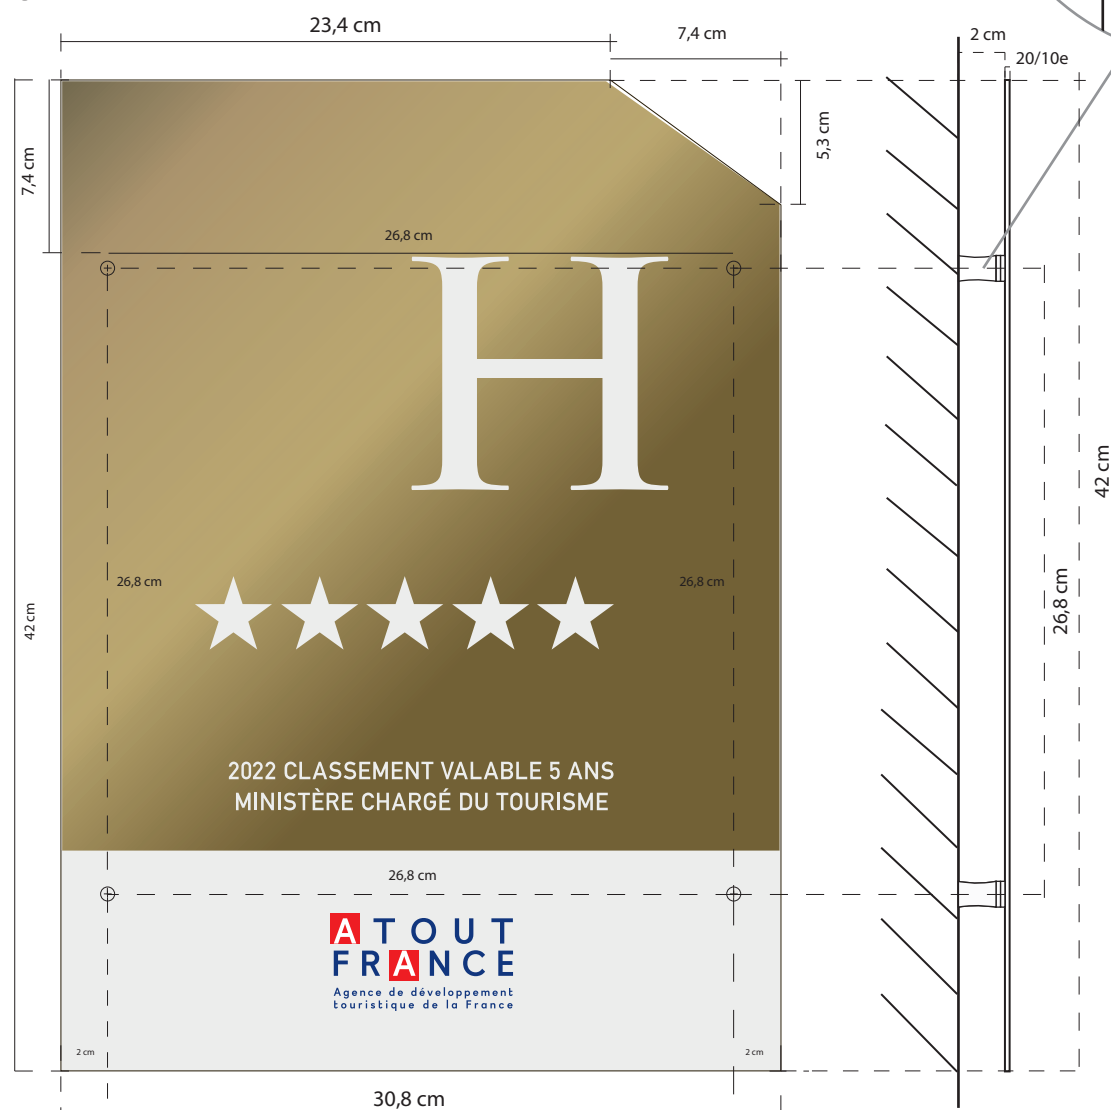 23,4 cm
7,4 cm
2 cm
20/10e
7,4 cm
5,3 cm
26,8 cm
H
42 cm
26,8 cm
26,8 cm
26,8 cm
42 cm
2022 CLASSEMENT VALABLE 5 ANS
MINISTÈRE CHARGÉ DU TOURISME
26,8 cm
ATOUT
FRANCE
Agence de développement
touristique de la France
2 cm
2 cm
30,8 cm